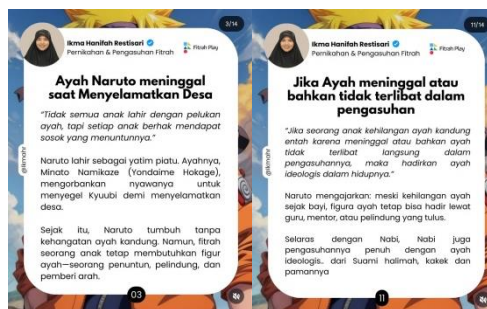 3/14
Ikma Hanifah Restisari
Pernikahan & Pengasuhan Fitrah
Fitrah Play
Ayah Naruto meninggal
saat Menyelamatkan Desa
"Tidak semua anak lahir dengan pelukan
ayah, tapi setiap anak berhak mendapat
sosok yang menuntunnya."
Naruto lahir sebagai yatim piatu. Ayahnya,
Minato Namikaze (Yondaime Hokage),
mengorbankan nyawanya untuk
menyegel Kyuubi demi menyelamatkan
desa.
Sejak itu, Naruto tumbuh tanpa
kehangatan ayah kandung. Namun, fitrah
seorang anak tetap membutuhkan figur
ayah—seorang penuntun, pelindung, dan
pemberi arah.
@ikmahr
03
11/14
Ikma Hanifah Restisari
Pernikahan & Pengasuhan Fitrah
Fitrah Play
Jika Ayah meninggal atau
bahkan tidak terlibat dalam
pengasuhan
"Jika seorang anak kehilangan ayah kandung
entah karena meninggal atau bahkan ayah
tidak terlibat langsung dalam
pengasuhannya, maka hadirkan ayah
ideologis dalam hidupnya."
Naruto mengajarkan: meski kehilangan ayah
sejak bayi, figura ayah tetap bisa hadir lewat
guru, mentor, atau pelindung yang tulus.
Selaras dengan Nabi, Nabi juga
pengasuhannya penuh dengan ayah
ideologis.. dari Suami halimah, kakek dan
pamannya
@ikmahr
11